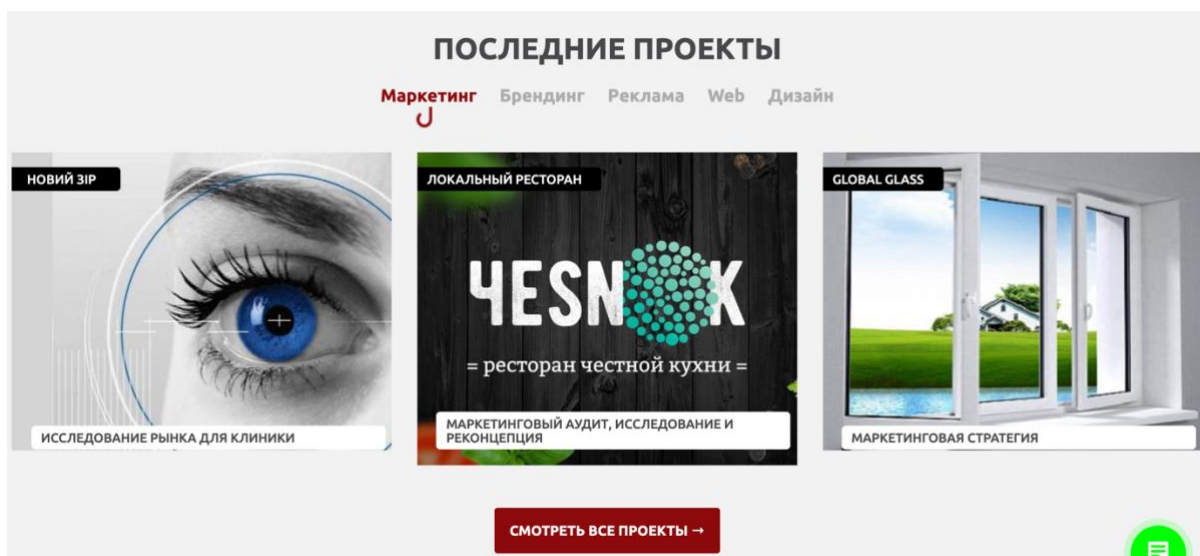 ПОСЛЕДНИЕ ПРОЕКТЫ
Маркетинг Брендинг Реклама Web Дизайн
НОВИЙ ЗІР
ИССЛЕДОВАНИЕ РЫНКА ДЛЯ КЛИНИКИ
ЛОКАЛЬНЫЙ РЕСТОРАН
ЧESNOK
= ресторан честной кухни =
МАРКЕТИНГОВЫЙ АУДИТ, ИССЛЕДОВАНИЕ И
РЕКОНЦЕПЦИЯ
GLOBAL GLASS
МАРКЕТИНГОВАЯ СТРАТЕГИЯ
СМОТРЕТЬ ВСЕ ПРОЕКТЫ →